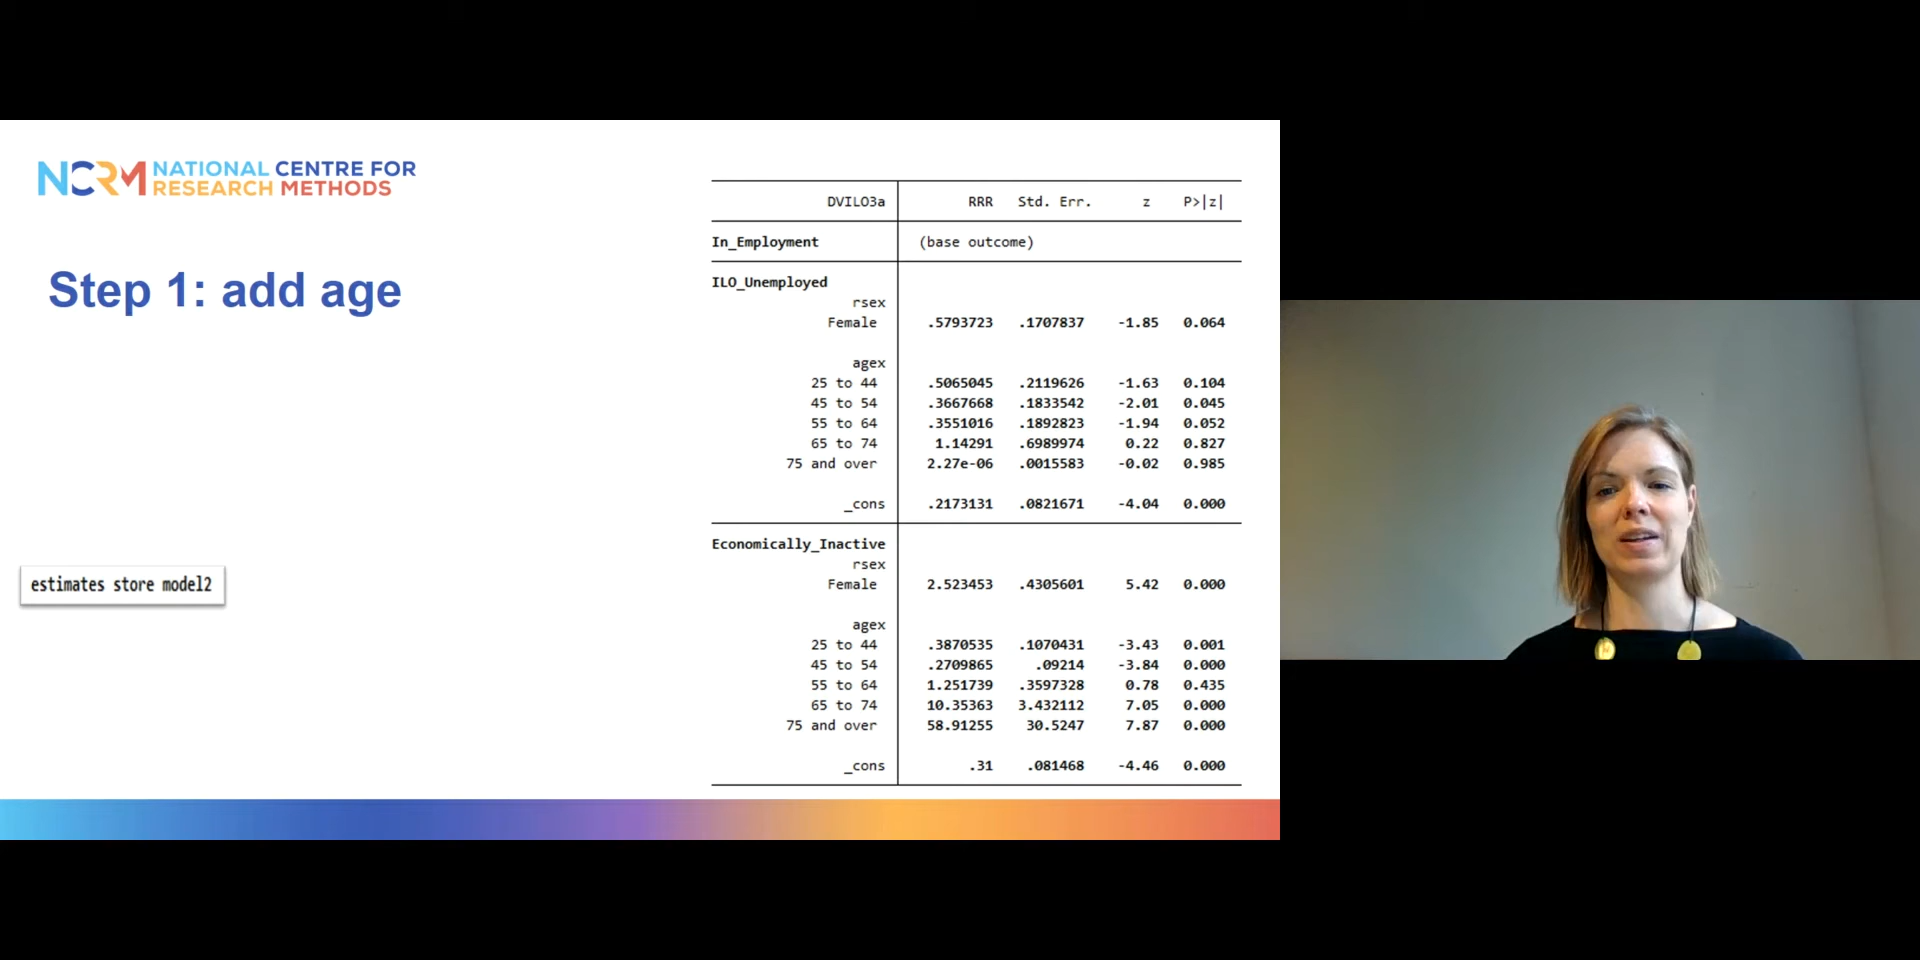 NCRM NATIONAL CENTRE FOR
RESEARCH METHODS
Step 1: add age
estimates store model2
DVILO3a RRR Std. Err. z P>|z|
In_Employment (base outcome)
ILO_Unemployed
rsex
Female .5793723 .1707837 -1.85 0.064
agex
25 to 44 .5065045 .2119626 -1.63 0.104
45 to 54 .3667668 .1833542 -2.01 0.045
55 to 64 .3551016 .1892823 -1.94 0.052
65 to 74 1.14291 .6989974 0.22 0.827
75 and over 2.27e-06 .0015583 -0.02 0.985
_cons .2173131 .0821671 -4.04 0.000
Economically_Inactive
rsex
Female 2.523453 .4305601 5.42 0.000
agex
25 to 44 .3870535 .1070431 -3.43 0.001
45 to 54 .2709865 .09214 -3.84 0.000
55 to 64 1.251739 .3597328 0.78 0.435
65 to 74 10.35363 3.432112 7.05 0.000
75 and over 58.91255 30.5247 7.87 0.000
_cons .31 .081468 -4.46 0.000